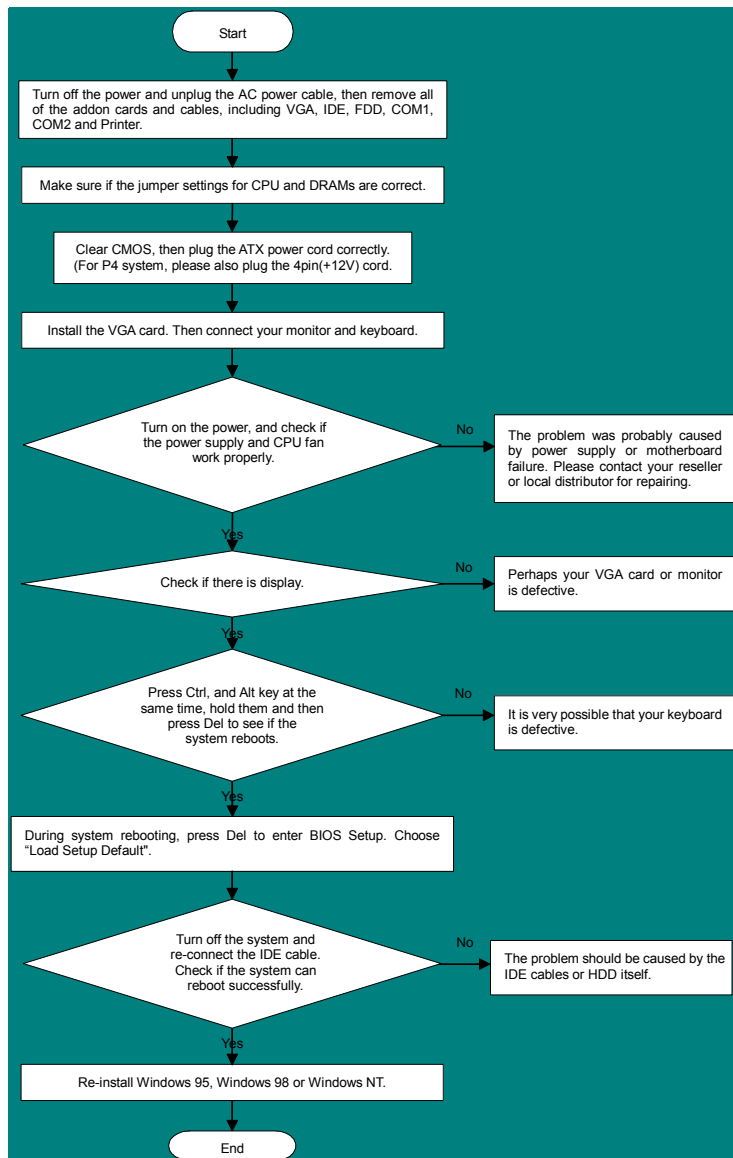 Start
Turn off the power and unplug the AC power cable, then remove all
of the addon cards and cables, including VGA, IDE, FDD, COM1,
COM2 and Printer.
Make sure if the jumper settings for CPU and DRAMs are correct.
Clear CMOS, then plug the ATX power cord correctly.
(For P4 system, please also plug the 4pin(+12V) cord.
Install the VGA card. Then connect your monitor and keyboard.
Turn on the power, and check if
the power supply and CPU fan
work properly.
No
The problem was probably caused
by power supply or motherboard
failure. Please contact your reseller
or local distributor for repairing.
Yes
Check if there is display.
No
Perhaps your VGA card or monitor
is defective.
Yes
Press Ctrl, and Alt key at the
same time, hold them and then
press Del to see if the
system reboots.
No
It is very possible that your keyboard
is defective.
Yes
During system rebooting, press Del to enter BIOS Setup. Choose
“Load Setup Default".
Turn off the system and
re-connect the IDE cable.
Check if the system can
reboot successfully.
No
The problem should be caused by the
IDE cables or HDD itself.
Yes
Re-install Windows 95, Windows 98 or Windows NT.
End